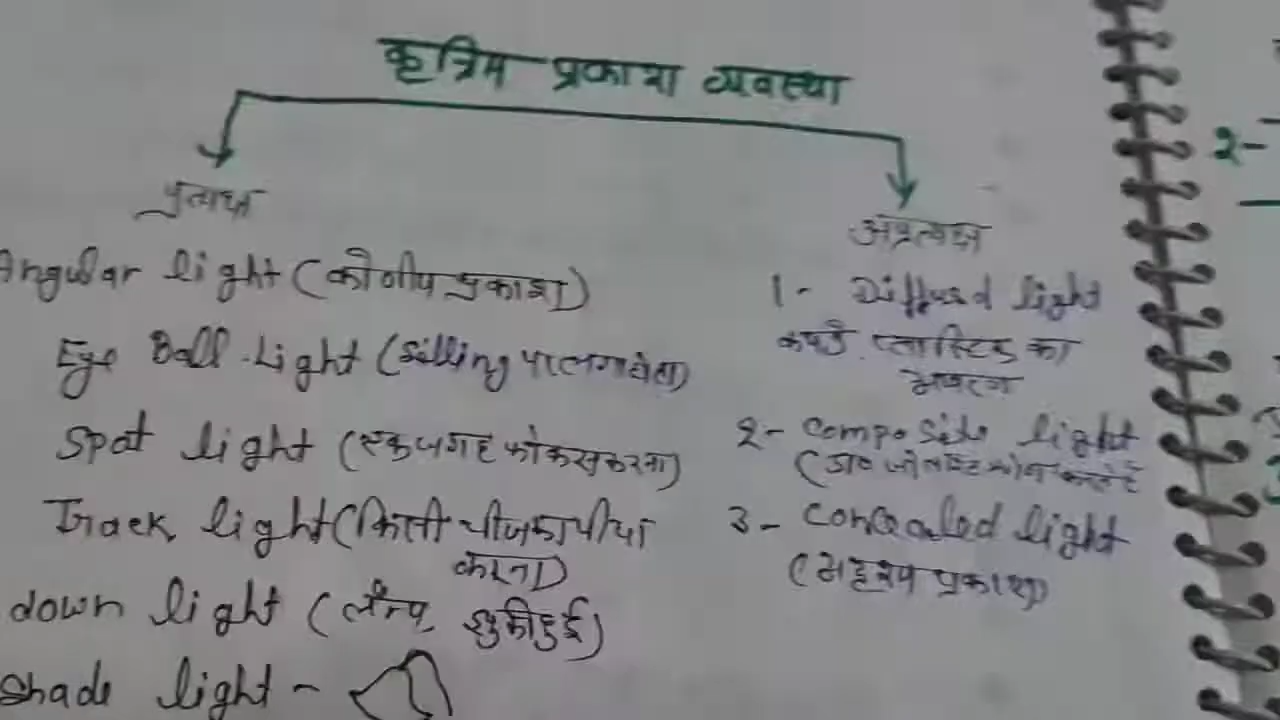 कृत्रिम प्रकाश व्यवस्था
प्रत्यक्ष
Angular light (कोणीय प्रकाश)
Eye Ball Light (Silling पर लगा होता)
Spot light (एक जगह फोकस करना)
Track light (किसी चीज का पीछा
करना)
down light (लैम्प झुकी हुई)
Shade light -
अप्रत्यक्ष
1- Diffused light
कपड़े, प्लास्टिक का
आवरण
2- Composite light
3- Concealed light
(अदृश्य प्रकाश)
2-